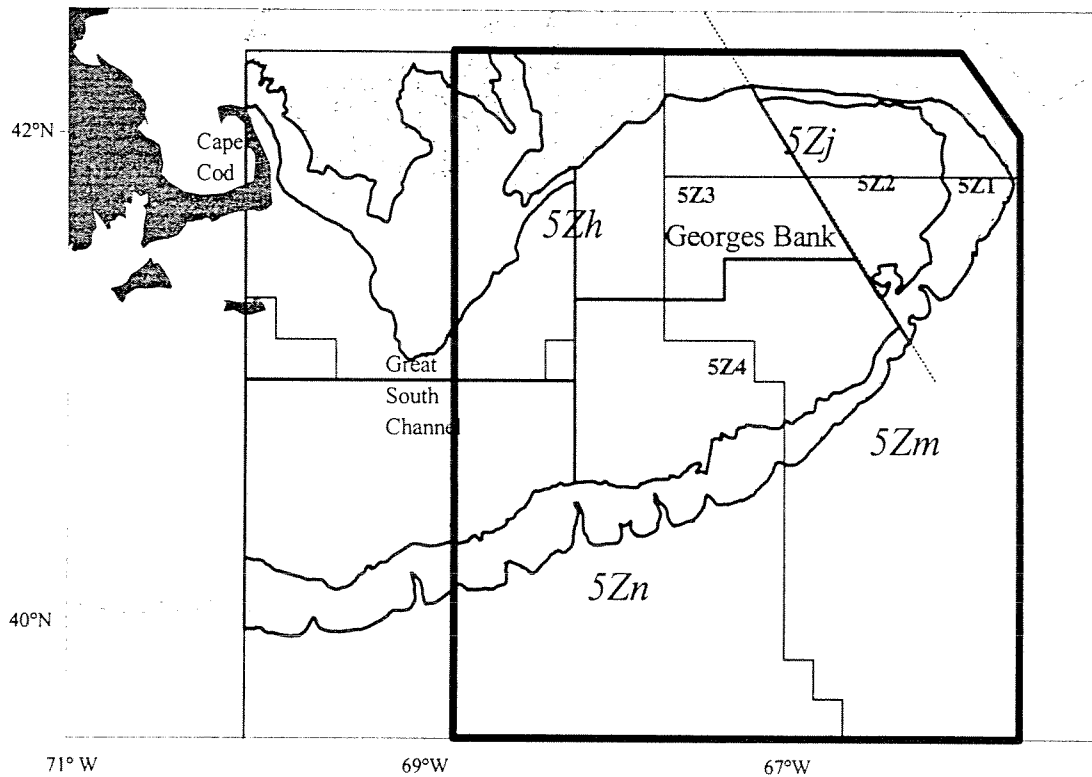 42°N
Cape
Cod
5Zj
5Z3
5Z2
5Z1
5Zh
Georges Bank
Great
South
Channel
5Z4
5Zm
5Zn
40°N
71° W
69°W
67°W